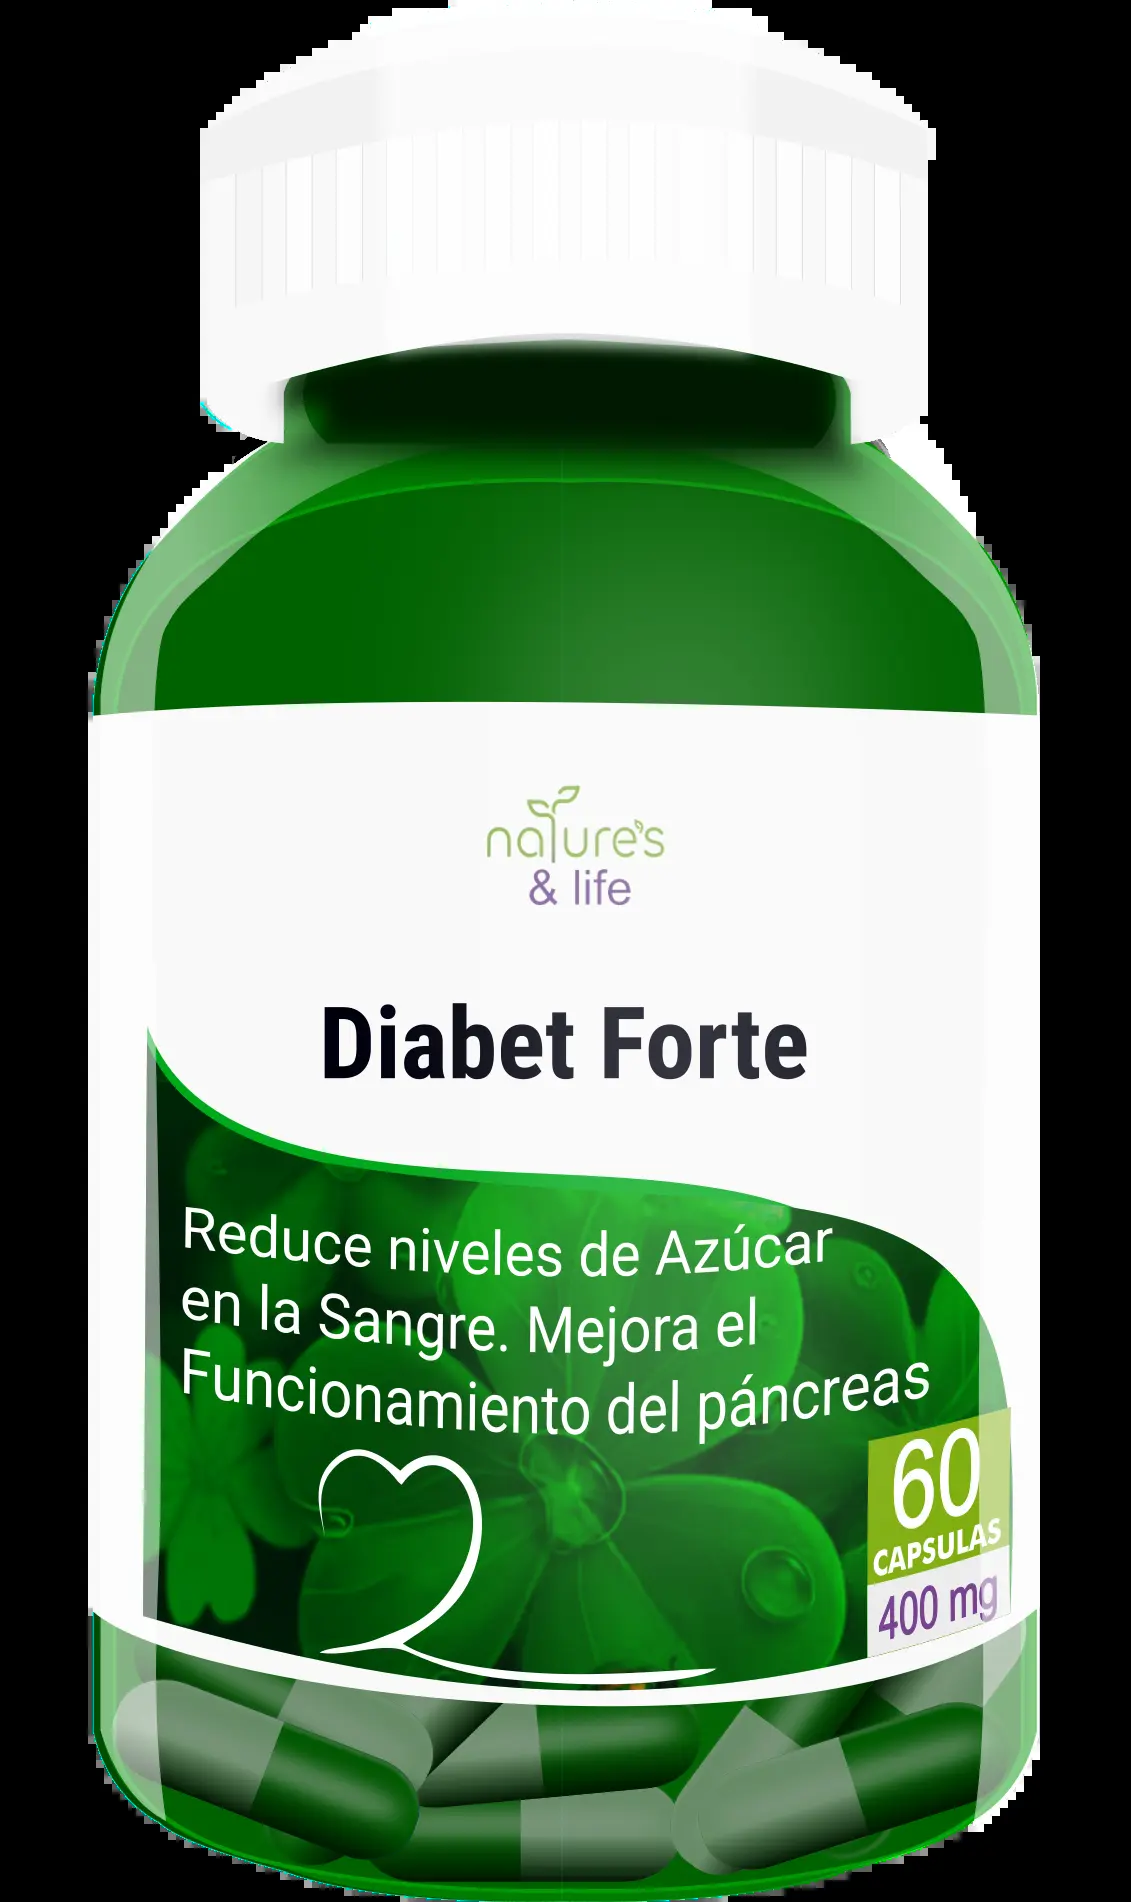 nature's
& life
Diabet Forte
Reduce niveles de Azúcar
en la Sangre. Mejora el
Funcionamiento del páncreas
60
CAPSULAS
400 mg